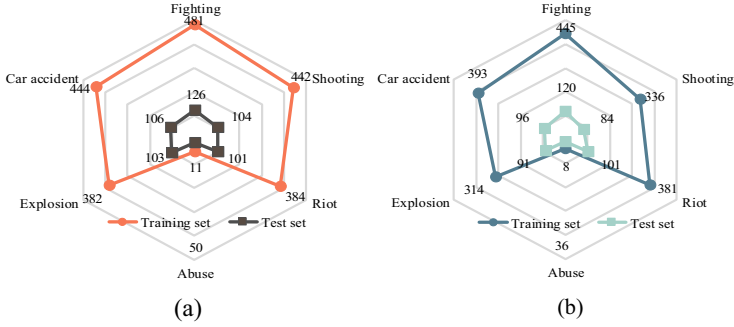 Fighting
481
Car accident
444
442
Shooting
126
106
104
103
101
11
382
384
Explosion
Riot
Training set
Test set
50
Abuse
(a)
Fighting
445
Car accident
393
Shooting
336
120
96
84
91
101
8
314
381
Explosion
Riot
Training set
Test set
36
Abuse
(b)